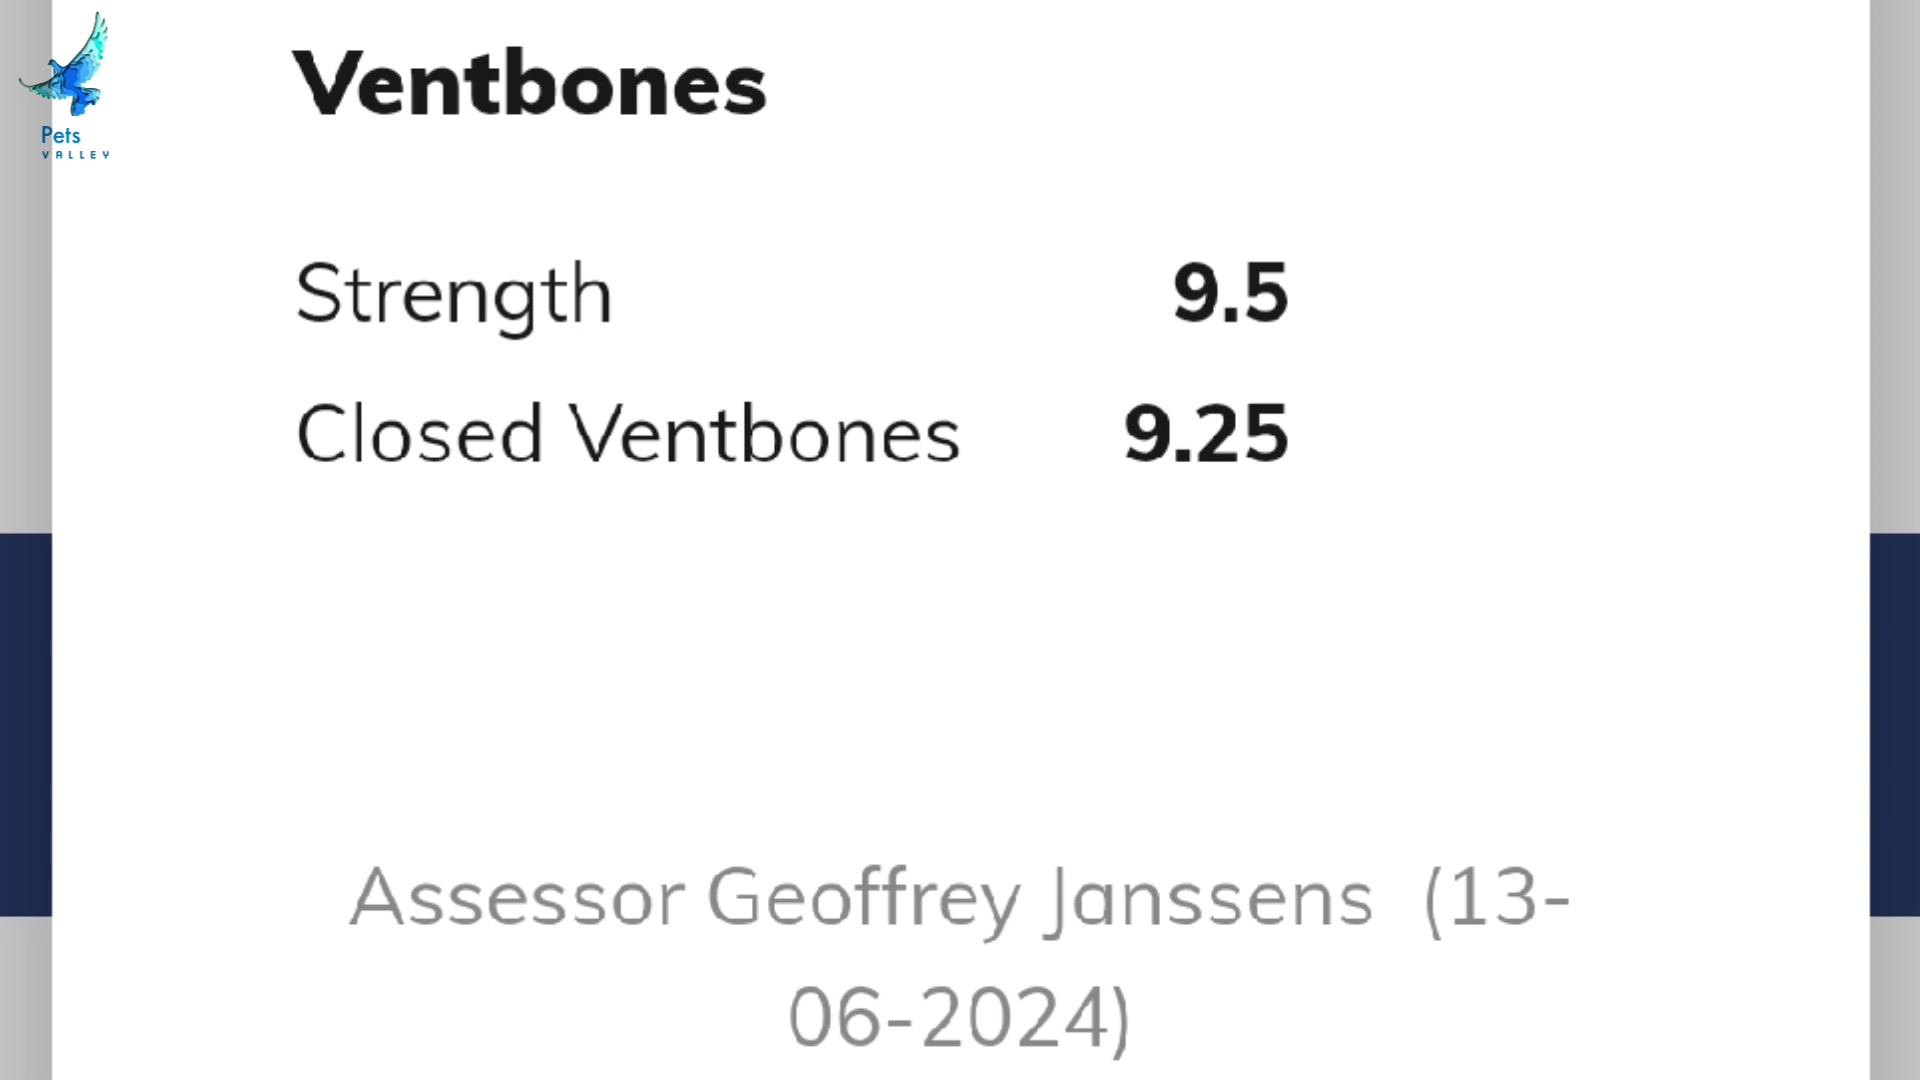 Pets
VALLEY
Ventbones
Strength 9.5
Closed Ventbones 9.25
Assessor Geoffrey Janssens (13-
06-2024)